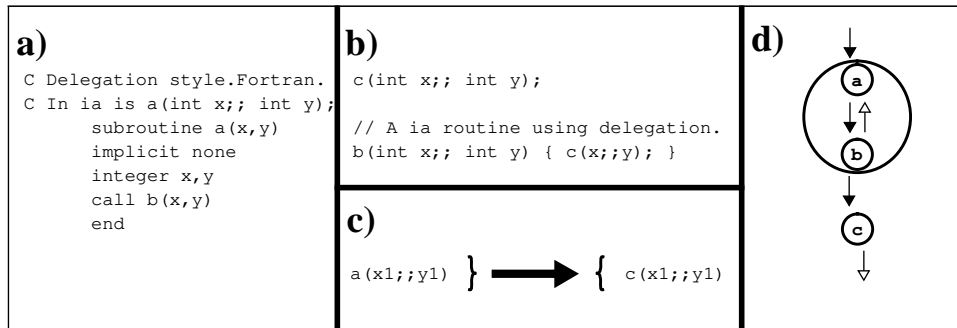 a)
C Delegation style.Fortran.
C In ia is a(int x;; int y);
subroutine a(x,y)
implicit none
integer x,y
call b(x,y)
end
b)
c(int x;; int y);
// A ia routine using delegation.
b(int x;; int y) { c(x;;y); }
c)
a(x1;;y1) } { c(x1;;y1)
d)
a
b
c